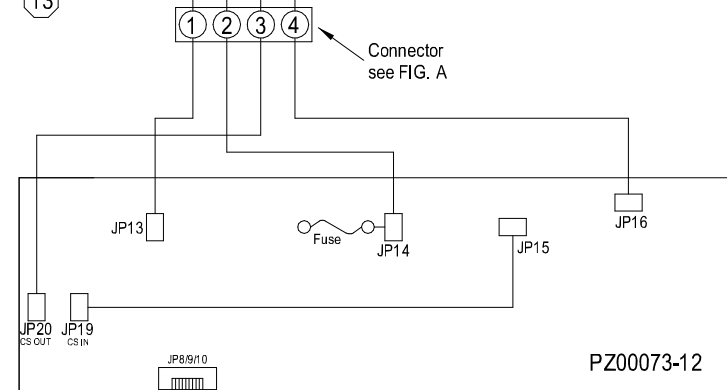 13
1 2 3 4
Connector
see FIG. A
JP13
Fuse
JP14
JP15
JP16
JP20
CS OUT
JP19
CS IN
JP8/9/10
PZ00073-12